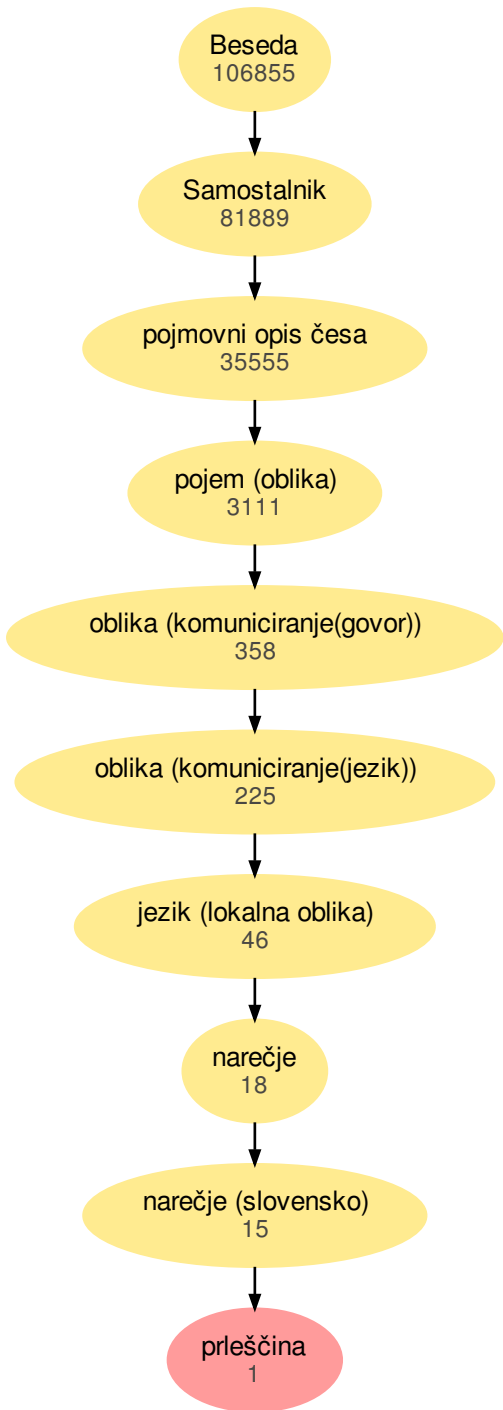 Beseda
106855
Samostalnik
81889
pojmovni opis česa
35555
pojem (oblika)
3111
oblika (komuniciranje(govor))
358
oblika (komuniciranje(jezik))
225
jezik (lokalna oblika)
46
narečje
18
narečje (slovensko)
15
prleščina
1